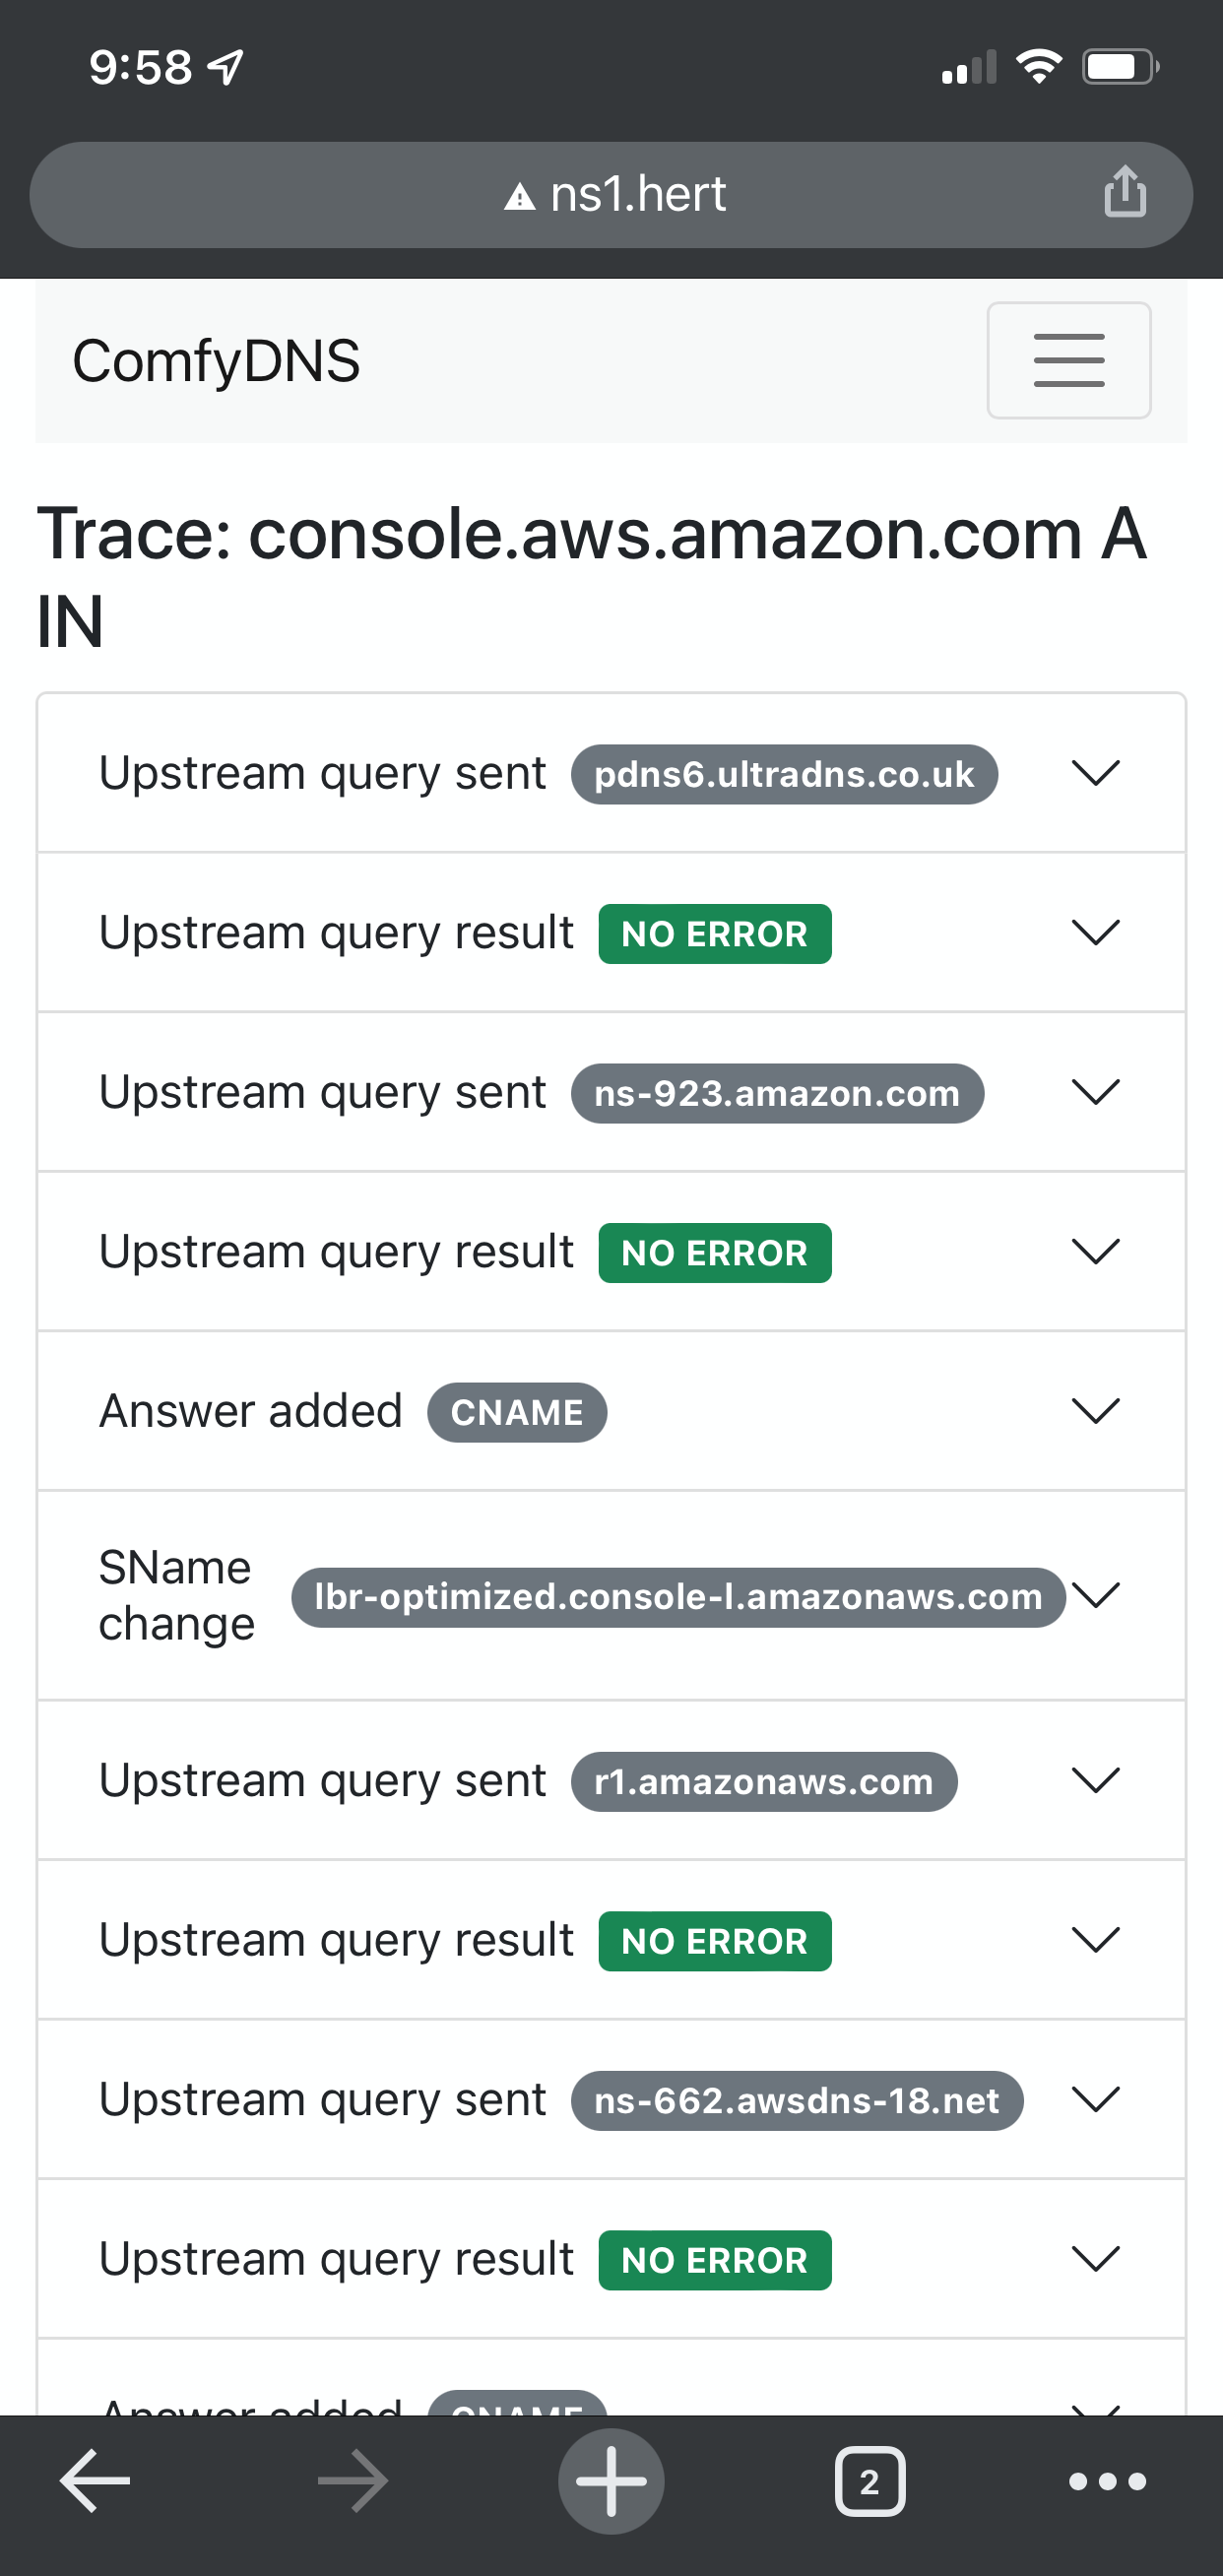 9:58
ns1.hert
ComfyDNS
Trace: console.aws.amazon.com A
IN
Upstream query sent pdns6.ultradns.co.uk
Upstream query result NO ERROR
Upstream query sent ns-923.amazon.com
Upstream query result NO ERROR
Answer added CNAME
SName
change lbr-optimized.console-l.amazonaws.com
Upstream query sent r1.amazonaws.com
Upstream query result NO ERROR
Upstream query sent ns-662.awsdns-18.net
Upstream query result NO ERROR
Answer added CNAME
2